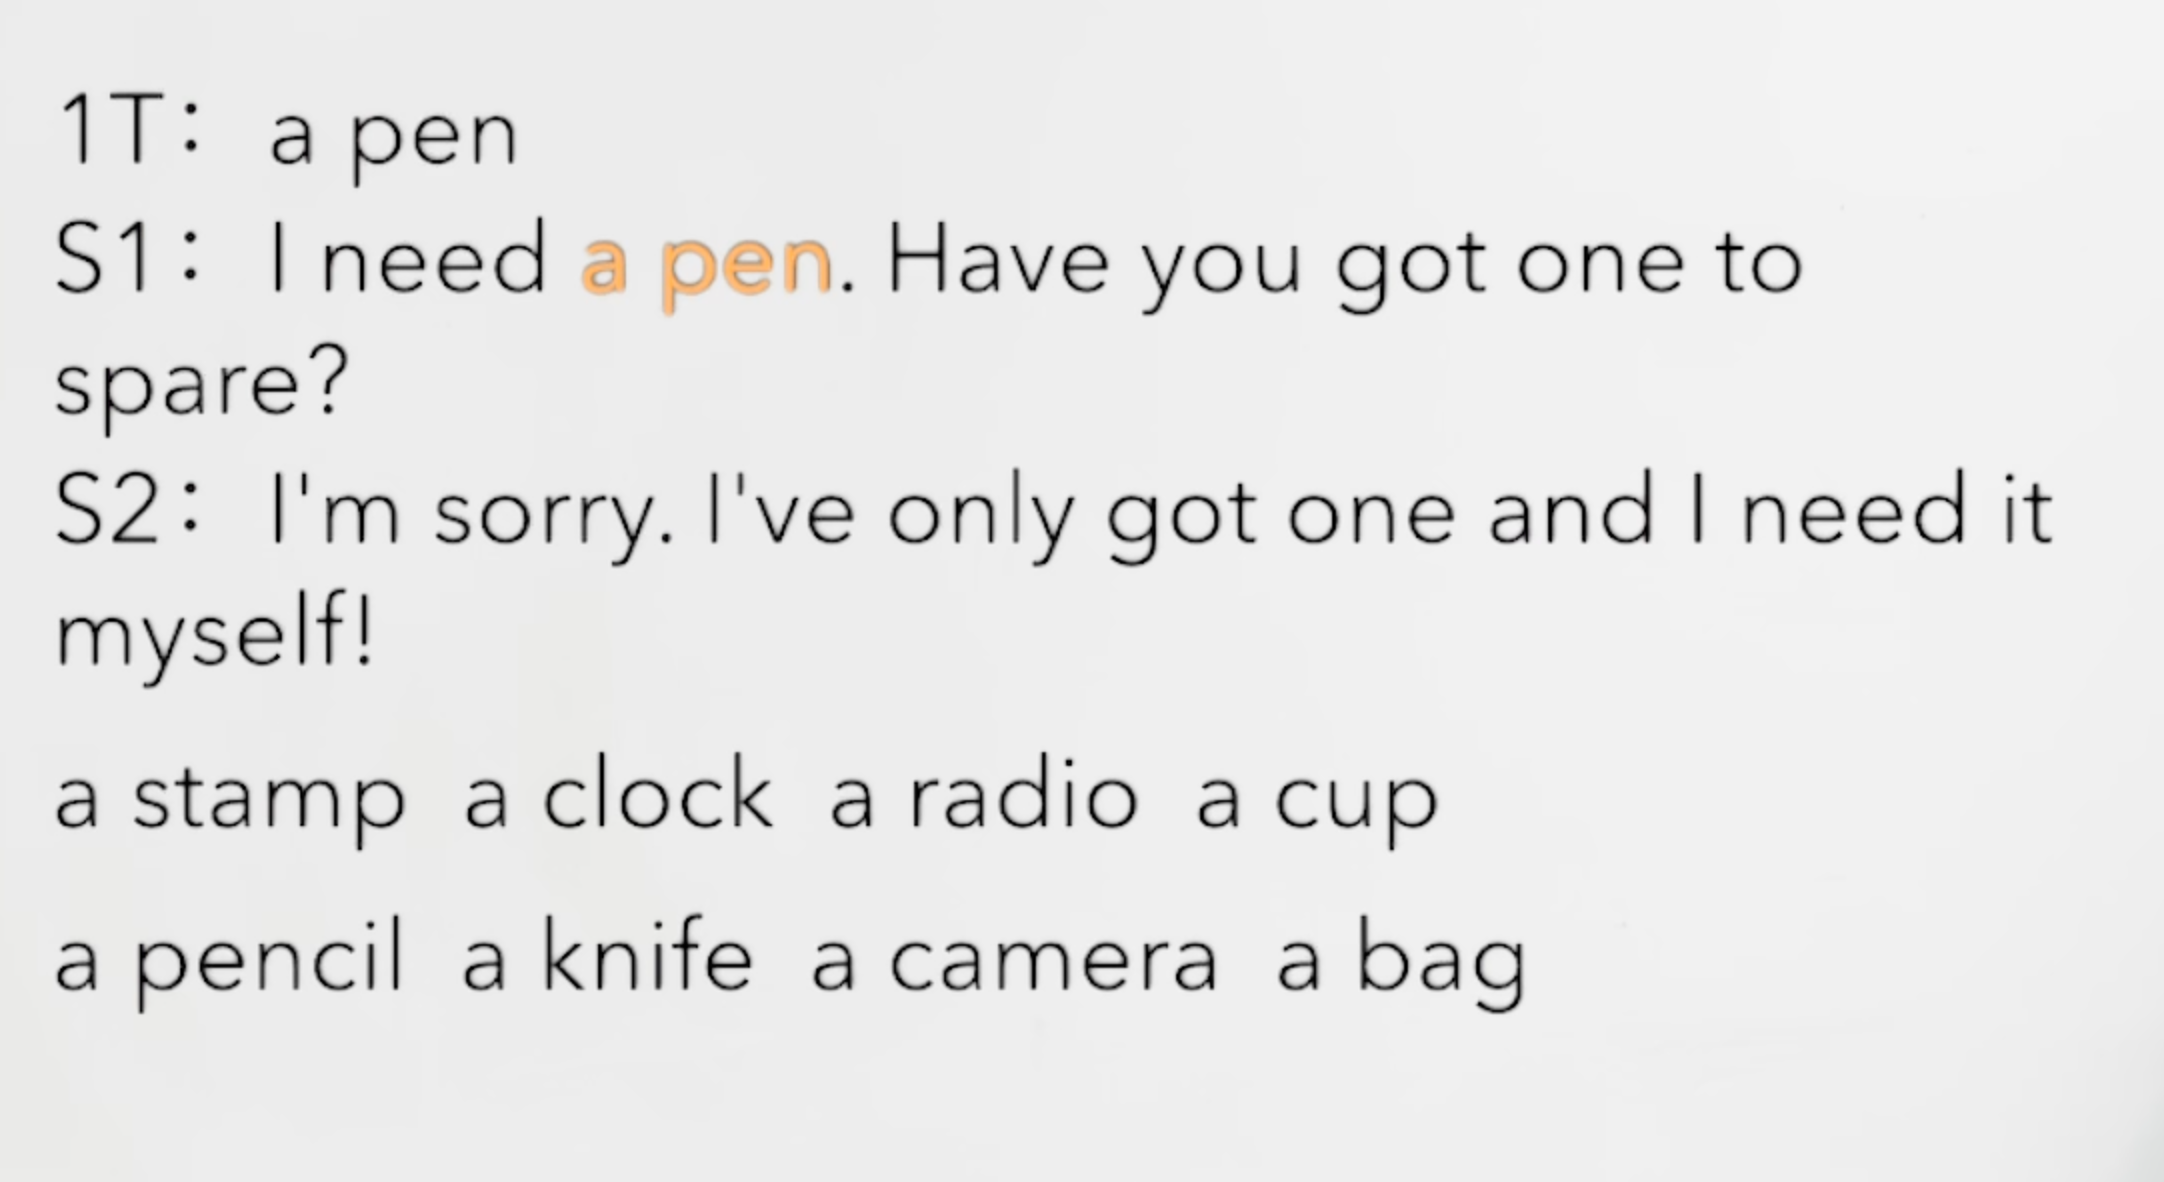 1T: a pen
S1: I need a pen. Have you got one to
spare?
S2: I'm sorry. I've only got one and I need it
myself!
a stamp a clock a radio a cup
a pencil a knife a camera a bag